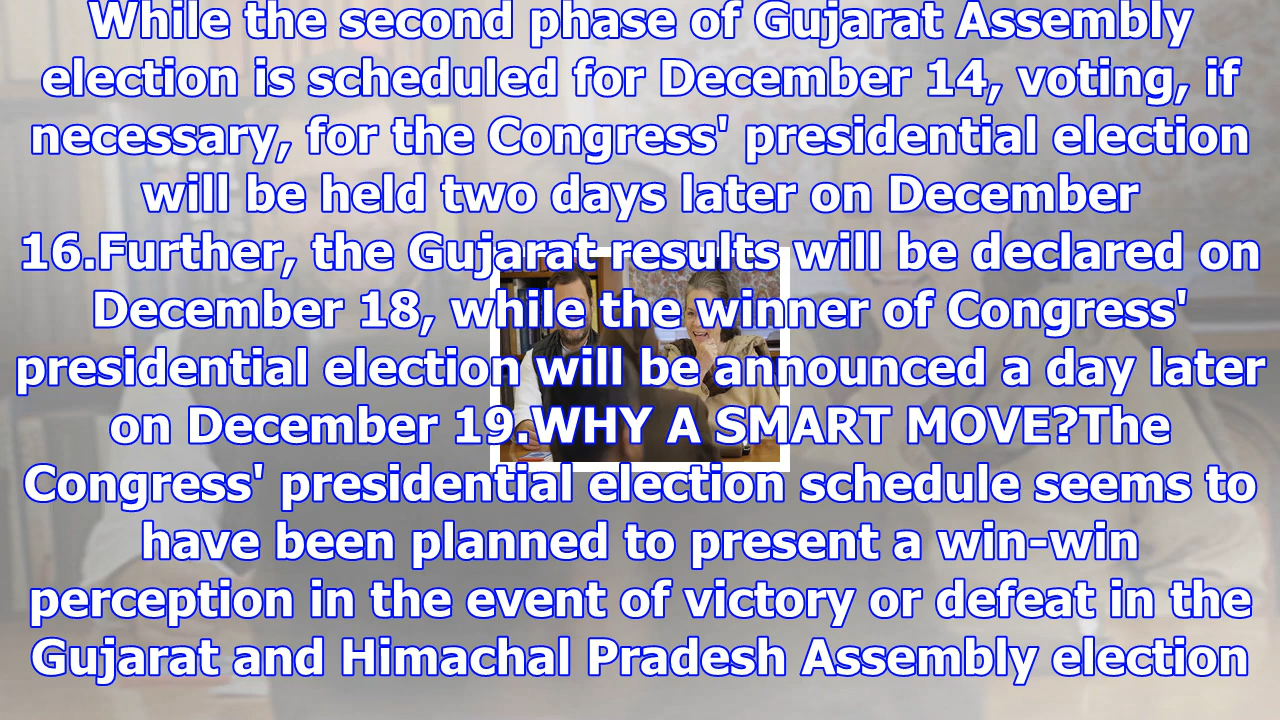 While the second phase of Gujarat Assembly
election is scheduled for December 14, voting, if
necessary, for the Congress' presidential election
will be held two days later on December
16.Further, the Gujarat results will be declared on
December 18, while the winner of Congress'
presidential election will be announced a day later
on December 19.WHY A SMART MOVE?The
Congress' presidential election schedule seems to
have been planned to present a win-win
perception in the event of victory or defeat in the
Gujarat and Himachal Pradesh Assembly election